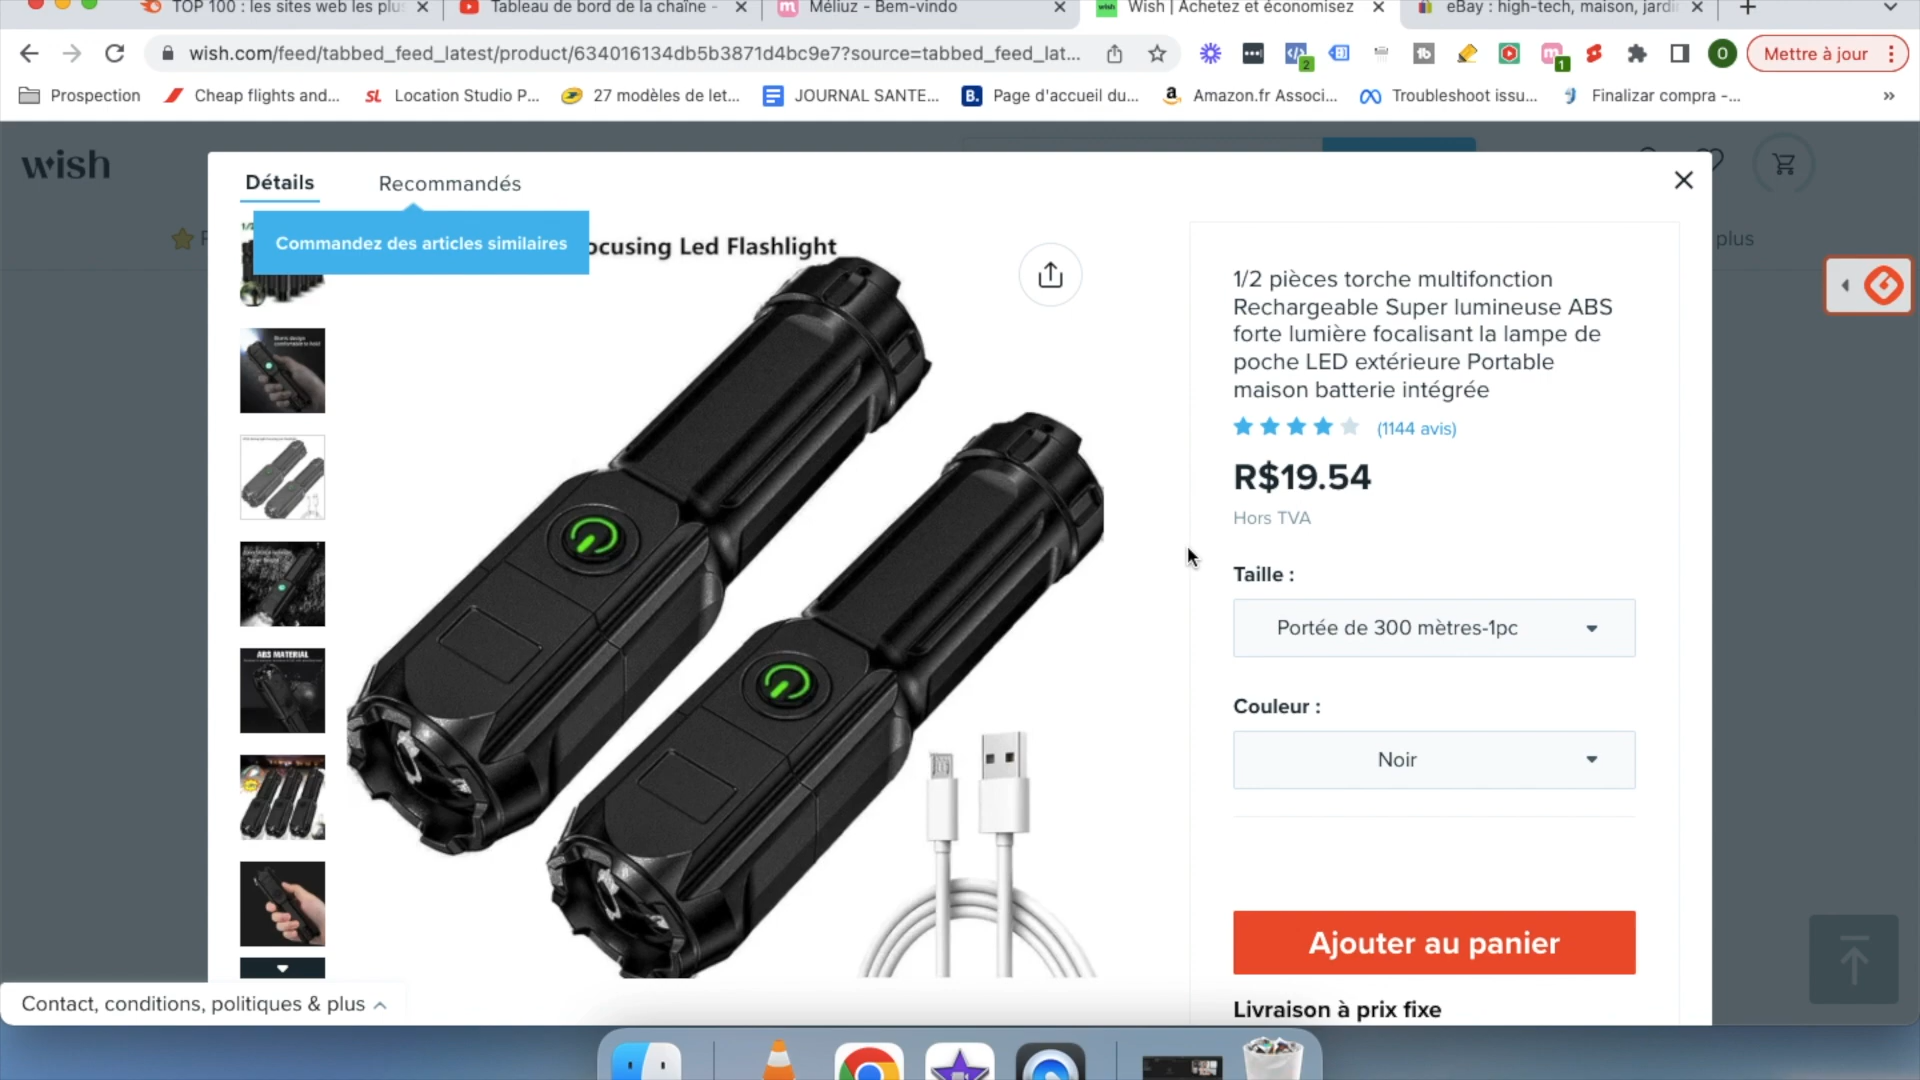 TOP 100 : les sites web les plu
Tableau de bord de la chaîne -
Méliuz - Bem-vindo
Wish | Achetez et économisez
eBay : high-tech, maison, jardi
wish.com/feed/tabbed_feed_latest/product/634016134db5b3871d4bc9e7?source=tabbed_feed_lat...
2
1
O
Mettre à jour
Prospection
Cheap flights and...
SL
Location Studio P...
27 modèles de let...
JOURNAL SANTE...
B.
Page d'accueil du...
Amazon.fr Associ...
Troubleshoot issu...
Finalizar compra -...
»
wish
Détails
Recommandés
Commandez des articles similaires
ocusing Led Flashlight
plus
1/2 pièces torche multifonction
Rechargeable Super lumineuse ABS
forte lumière focalisant la lampe de
poche LED extérieure Portable
maison batterie intégrée
(1144 avis)
R$19.54
Hors TVA
Taille :
Portée de 300 mètres-1pc
Couleur :
Noir
ABS MATERIAL
Ajouter au panier
Livraison à prix fixe
Contact, conditions, politiques & plus